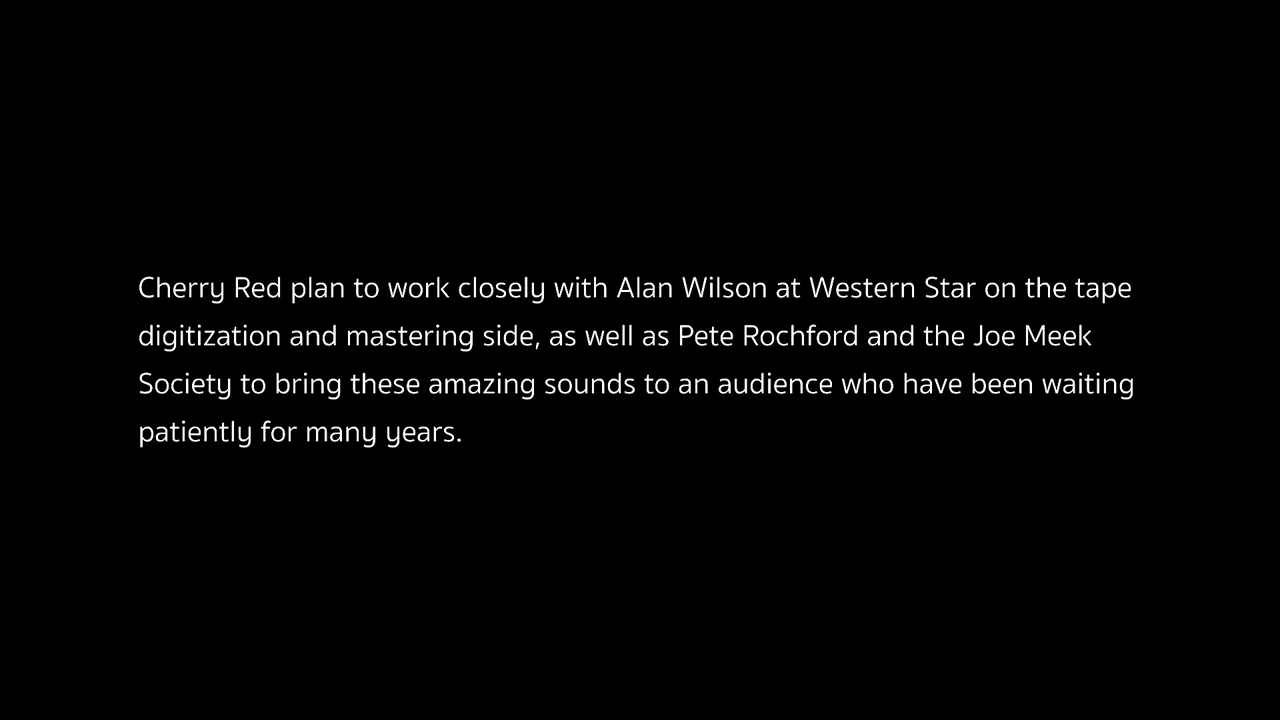 Cherry Red plan to work closely with Alan Wilson at Western Star on the tape
digitization and mastering side, as well as Pete Rochford and the Joe Meek
Society to bring these amazing sounds to an audience who have been waiting
patiently for many years.